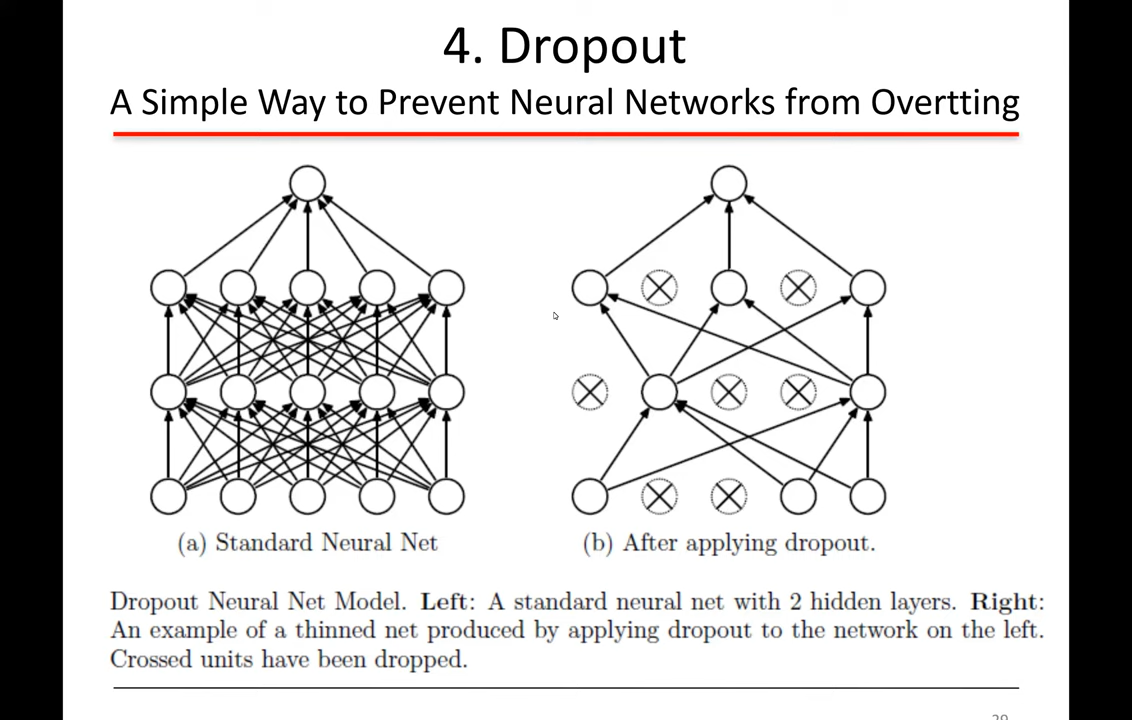 4. Dropout
A Simple Way to Prevent Neural Networks from Overtting
(a) Standard Neural Net
(b) After applying dropout.
Dropout Neural Net Model. Left: A standard neural net with 2 hidden layers. Right:
An example of a thinned net produced by applying dropout to the network on the left.
Crossed units have been dropped.